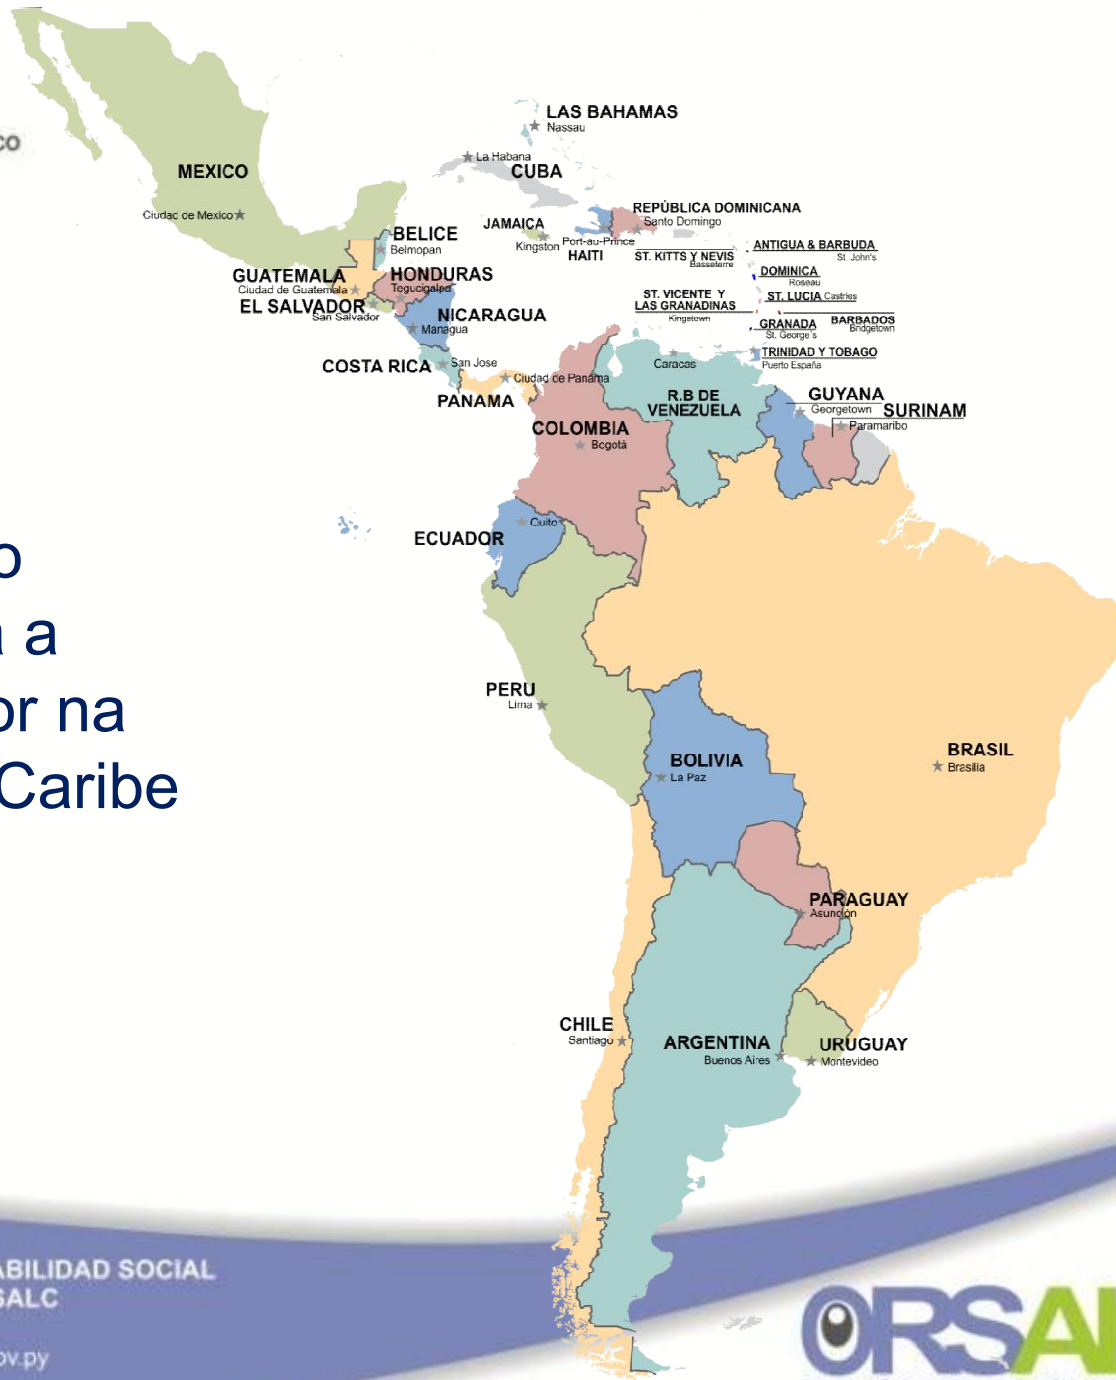 co
LAS BAHAMAS
Nassau
La Habana
CUBA
MEXICO
Ciudad de Mexico
REPÚBLICA DOMINICANA
Santo Domingo
JAMAICA
Kingston
Port-au-Prince
HAITI
BELICE
Belmopan
ST. KITTS Y NEVIS
Basseterre
ANTIGUA & BARBUDA
St. John's
DOMINICA
Roseau
GUATEMALA
Ciudad de Guatemala
HONDURAS
Tegucigalpa
EL SALVADOR
San Salvador
NICARAGUA
Managua
ST. VICENTE Y
LAS GRANADINAS
Kingstown
ST. LUCIA Castries
BARBADOS
Bridgetown
GRANADA
St. George's
TRINIDAD Y TOBAGO
Puerto España
COSTA RICA
San Jose
Ciudad de Panama
PANAMA
Caracas
R.B DE
VENEZUELA
GUYANA
Georgetown
SURINAM
Paramaribo
COLOMBIA
Bogotá
ECUADOR
Quito
o
a a
or na
Caribe
PERU
Lima
BOLIVIA
La Paz
BRASIL
Brasilia
PARAGUAY
Asunción
CHILE
Santiago
ARGENTINA
Buenos Aires
URUGUAY
Montevideo
ABILIDAD SOCIAL
SALC
ov.py
ORSAL